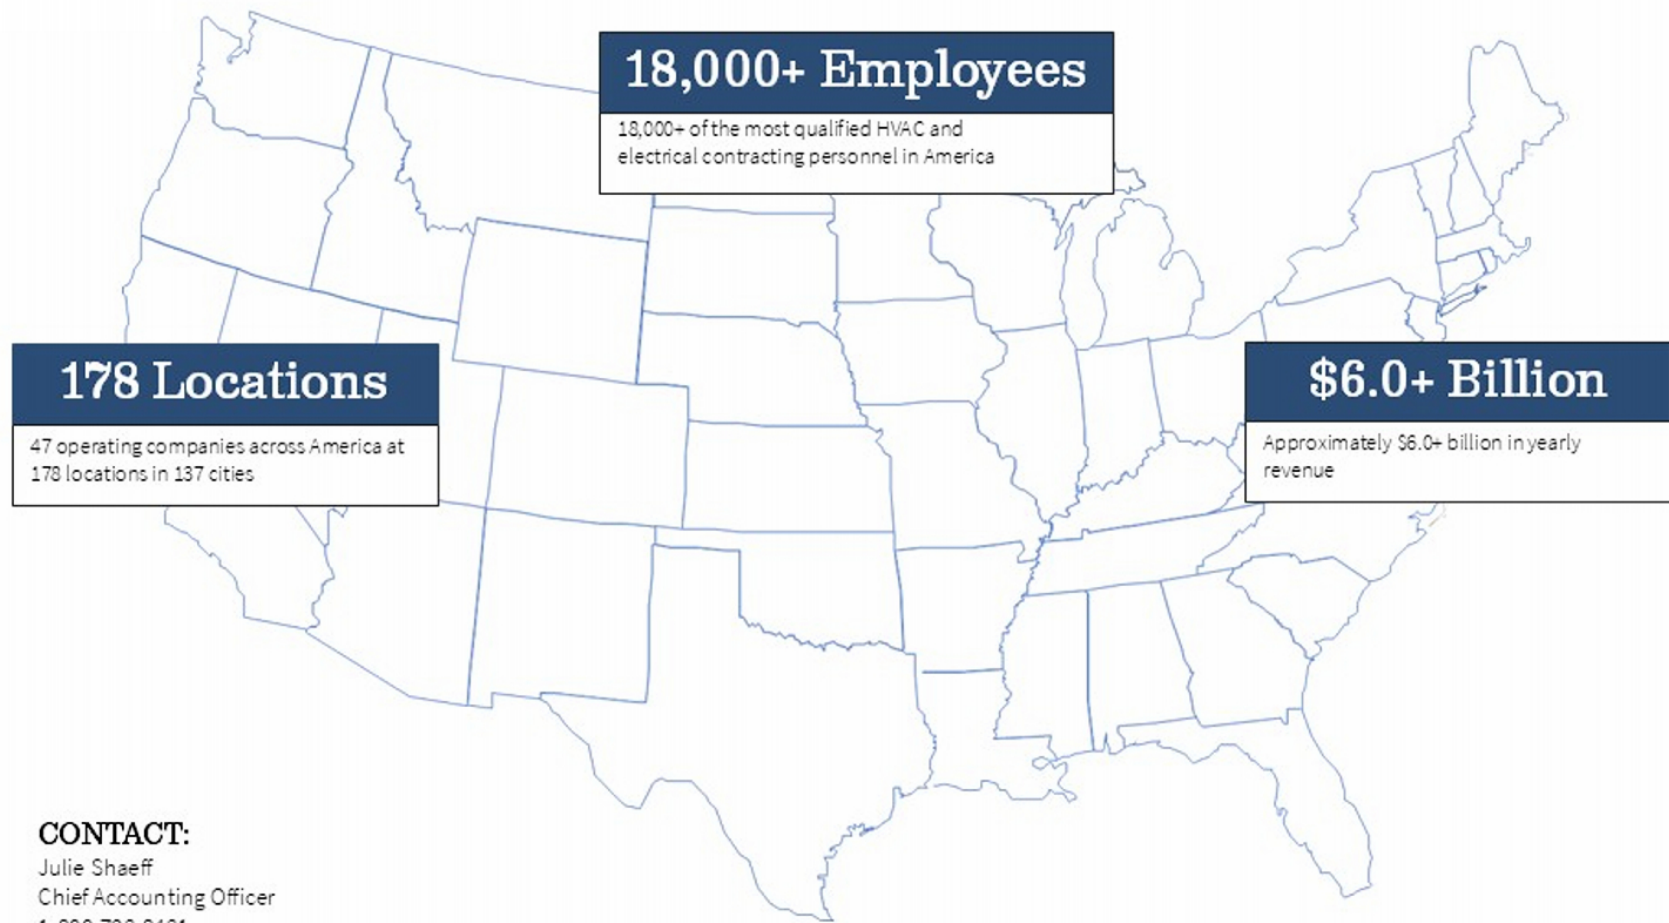 18,000+ Employees
18,000+ of the most qualified HVAC and
electrical contracting personnel in America
178 Locations
47 operating companies across America at
178 locations in 137 cities
$6.0+ Billion
Approximately $6.0+ billion in yearly
revenue
CONTACT:
Julie Shaeff
Chief Accounting Officer